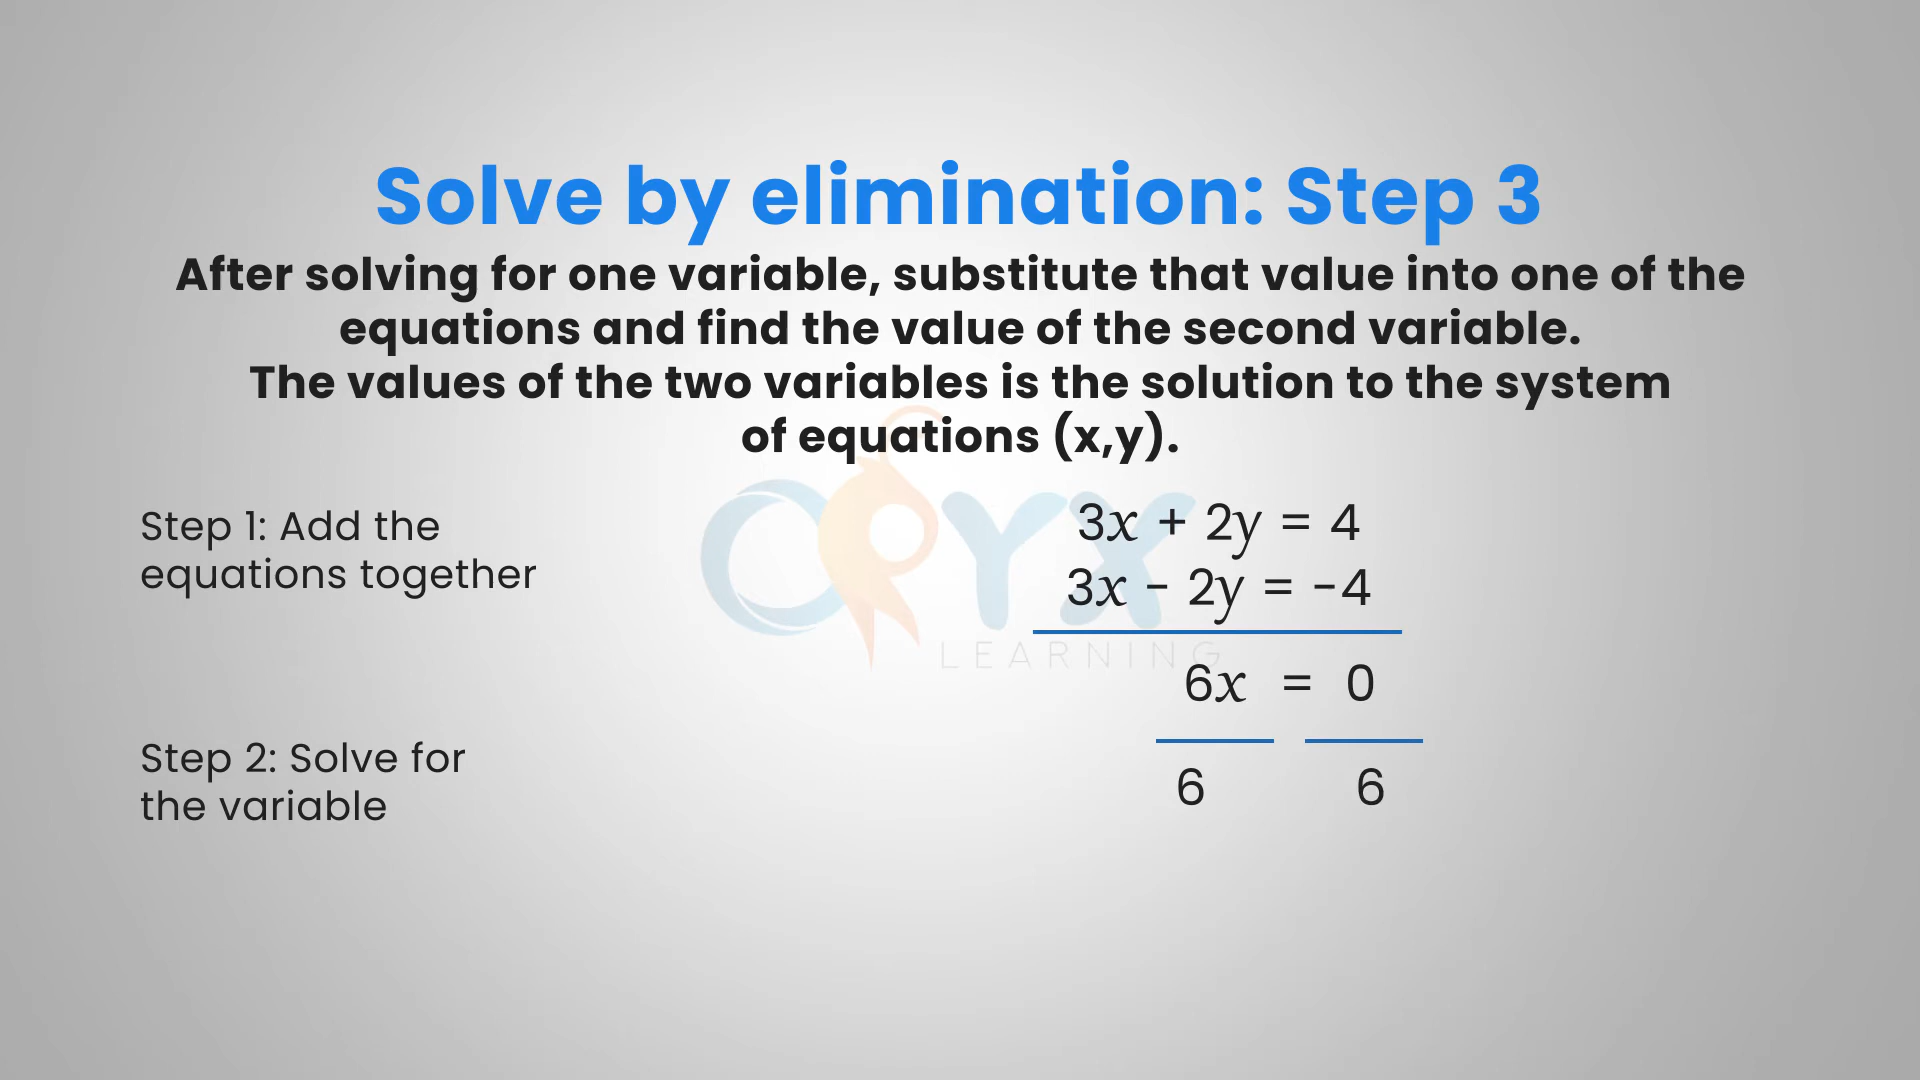 Solve by elimination: Step 3
After solving for one variable, substitute that value into one of the
equations and find the value of the second variable.
The values of the two variables is the solution to the system
of equations (x,y).
Step 1: Add the
equations together
3x + 2y = 4
3x - 2y = -4
6x = 0
Step 2: Solve for
the variable
6 6
ORYX
LEARNING